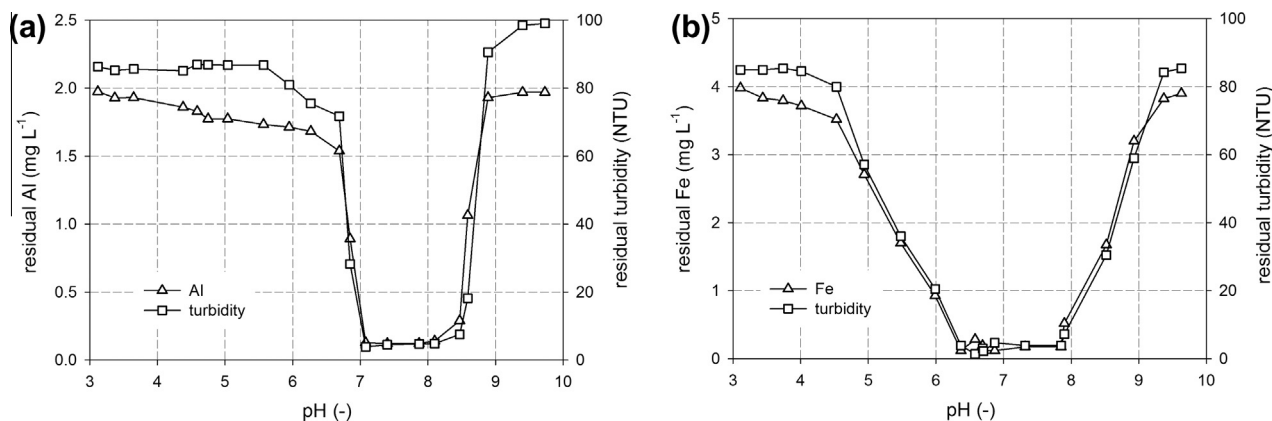 (a)
2.5
2.0
1.5
1.0
0.5
0.0
residual Al (mg L⁻¹)
Al
turbidity
100
80
60
40
20
0
residual turbidity (NTU)
3 4 5 6 7 8 9 10
pH (-)
(b)
5
4
3
2
1
0
residual Fe (mg L⁻¹)
Fe
turbidity
100
80
60
40
20
0
residual turbidity (NTU)
3 4 5 6 7 8 9 10
pH (-)